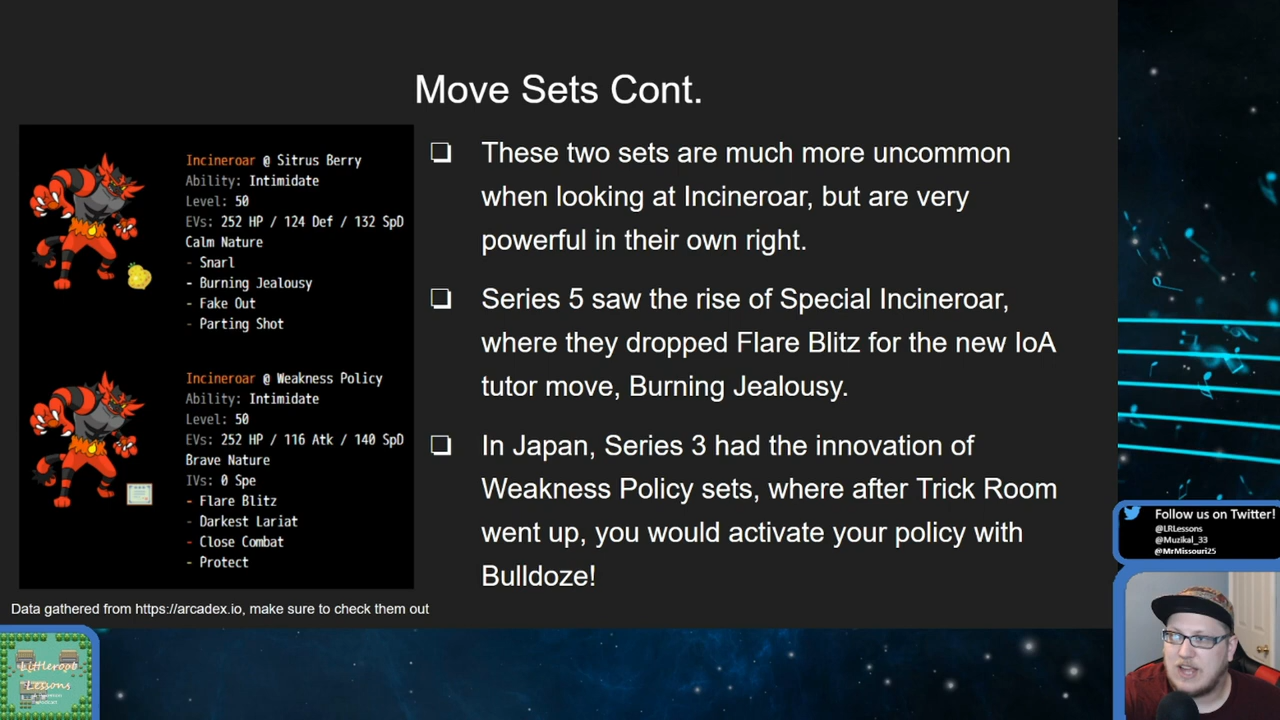 Move Sets Cont.
Incineroar @ Sitrus Berry
Ability: Intimidate
Level: 50
EVs: 252 HP / 124 Def / 132 SpD
Calm Nature
- Snarl
- Burning Jealousy
- Fake Out
- Parting Shot
Incineroar @ Weakness Policy
Ability: Intimidate
Level: 50
EVs: 252 HP / 116 Atk / 140 SpD
Brave Nature
IVs: 0 Spe
- Flare Blitz
- Darkest Lariat
- Close Combat
- Protect
Data gathered from https://arcadex.io, make sure to check them out
These two sets are much more uncommon
when looking at Incineroar, but are very
powerful in their own right.
Series 5 saw the rise of Special Incineroar,
where they dropped Flare Blitz for the new IoA
tutor move, Burning Jealousy.
In Japan, Series 3 had the innovation of
Weakness Policy sets, where after Trick Room
went up, you would activate your policy with
Bulldoze!
Follow us on Twitter!
@LRLessons
@Muzikal_33
@MrMissouri25
Littleroot
Lessons